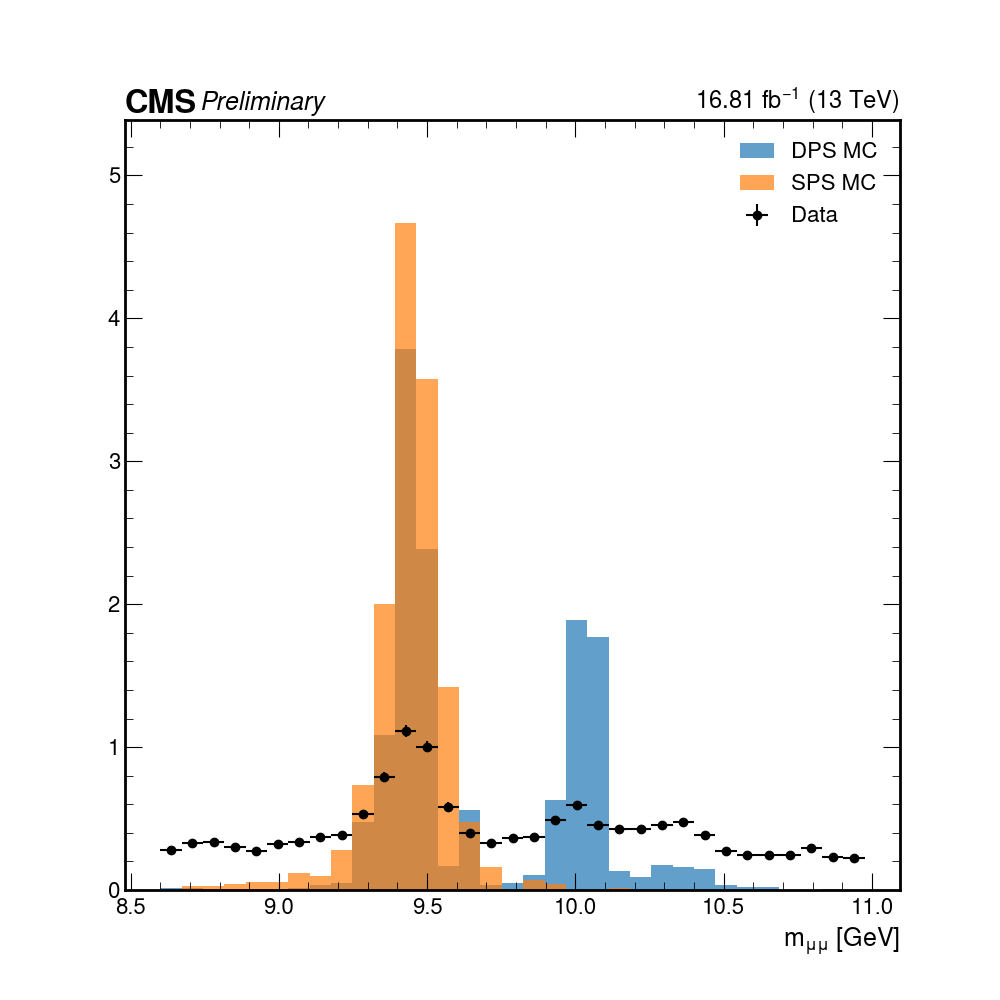 CMS Preliminary 16.81 fb⁻¹ (13 TeV)
DPS MC
SPS MC
Data
5
4
3
2
1
0
8.5 9.0 9.5 10.0 10.5 11.0
m_μμ [GeV]